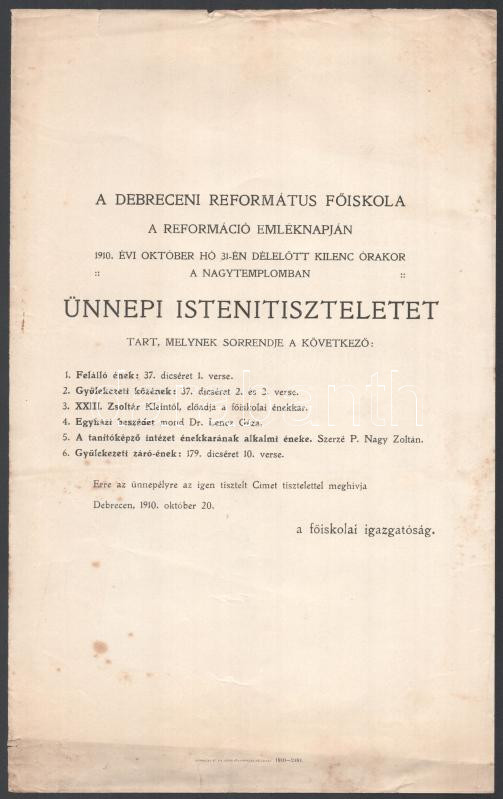 A DEBRECENI REFORMÁTUS FŐISKOLA
A REFORMÁCIÓ EMLÉKNAPJÁN
1910. ÉVI OKTÓBER HÓ 31-ÉN DÉLELŐTT KILENC ÓRAKOR
:: A NAGYTEMPLOMBAN ::
ÜNNEPI ISTENITISZTELETET
TART, MELYNEK SORRENDJE A KÖVETKEZŐ:
1. Felálló ének: 37. dicséret 1. verse.
2. Gyülekezeti közének: 37. dicséret 2. és 3. verse.
3. XXIII. Zsoltár Kleintól, előadja a főiskolai énekkar.
4. Egyházi beszédet mond Dr. Lencz Géza.
5. A tanítóképző intézet énekkarának alkalmi éneke. Szerzé P. Nagy Zoltán.
6. Gyülekezeti záró-ének: 179. dicséret 10. verse.
Erre az ünnepélyre az igen tisztelt Címet tisztelettel meghívja
Debrecen, 1910. október 20.
a főiskolai igazgatóság.
1910—2361.